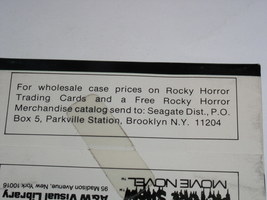 For wholesale case prices on Rocky Horror
Trading Cards and a Free Rocky Horror
Merchandise catalog send to: Seagate Dist., P.O.
Box 5, Parkville Station, Brooklyn N.Y. 11204
MOVIE NOVEL
A&W Visual Library
95 Madison Avenue, New York 10016